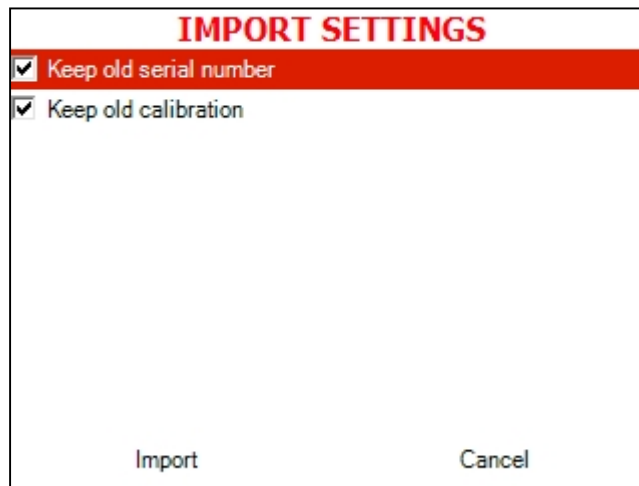 IMPORT SETTINGS
Keep old serial number
Keep old calibration
Import Cancel